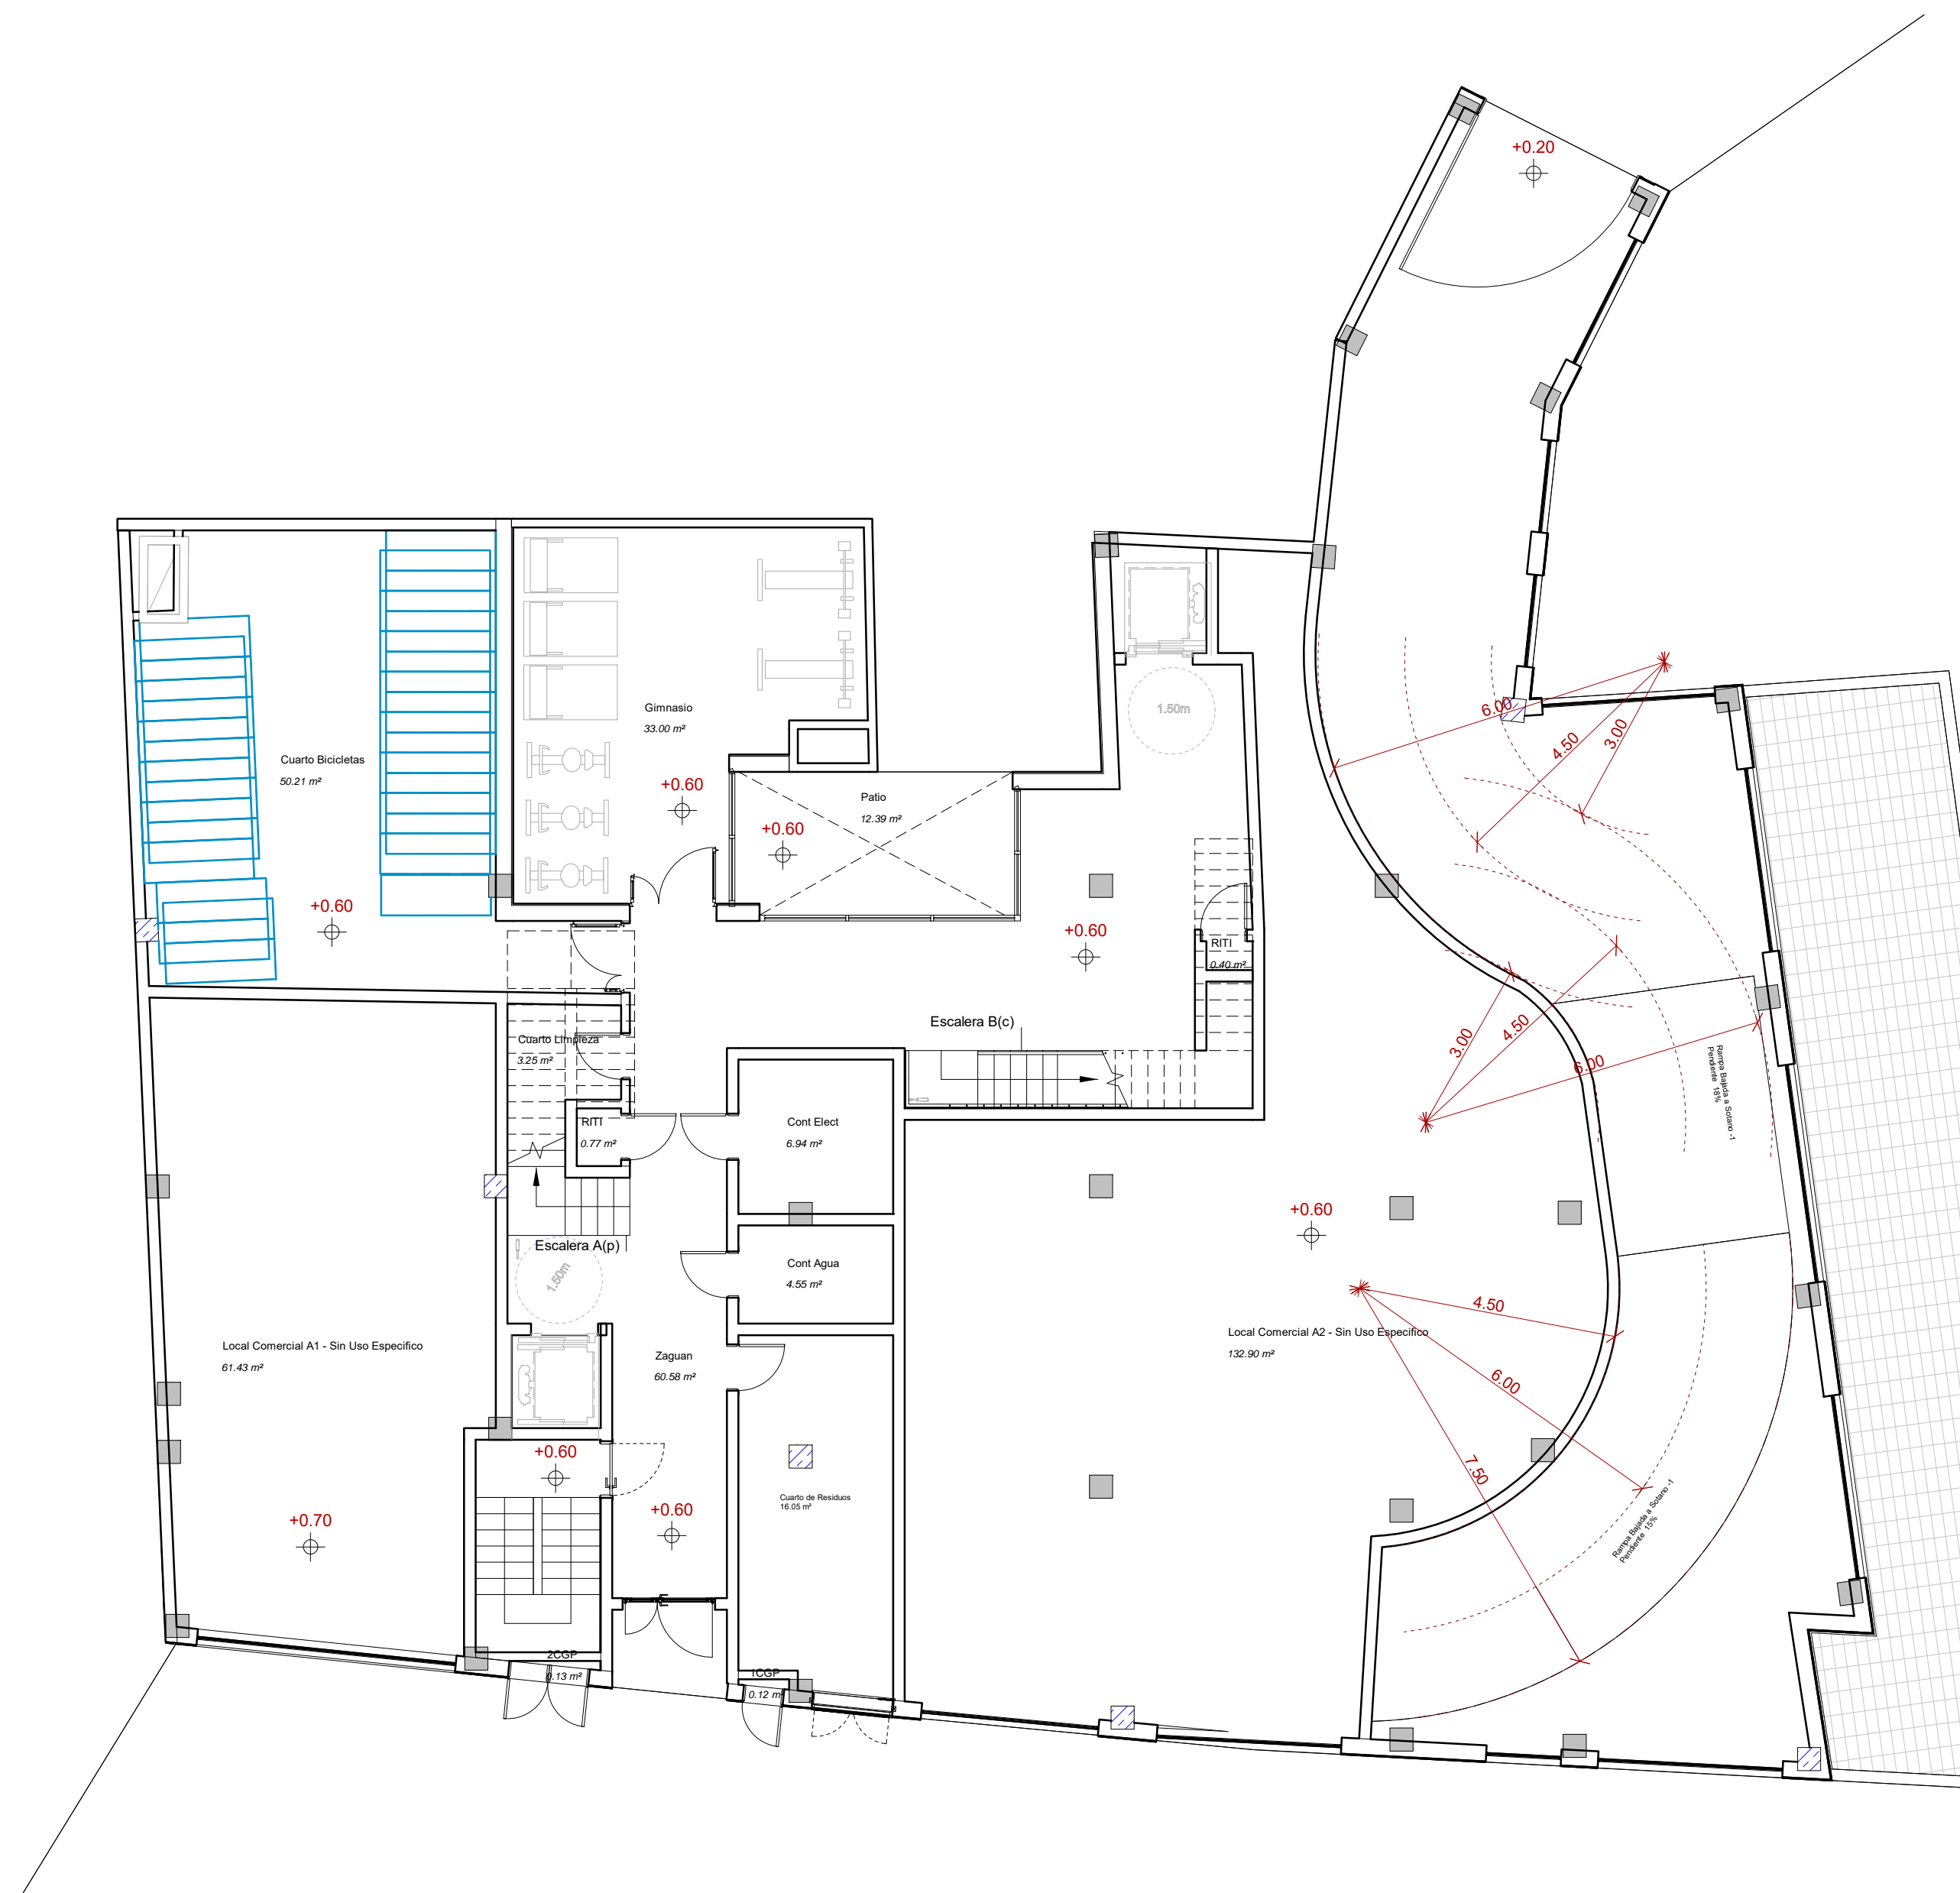 +0.20
6.00
4.50
3.00
Gimnasio
33.00 m²
1.50m
Cuarto Bicicletas
50.21 m²
+0.60
Patio
12.39 m²
+0.60
+0.60
+0.60
RITI
0.40 m²
Escalera B(c)
Cuarto Limpieza
3.25 m²
3.00
4.50
6.00
Rampa Bajada a Sotano -1
Pendiente 18%
RITI
0.77 m²
Cont Elect
6.94 m²
+0.60
Escalera A(p)
1.50m
Cont Agua
4.55 m²
4.50
Local Comercial A2 - Sin Uso Especifico
132.90 m²
Local Comercial A1 - Sin Uso Especifico
61.43 m²
Zaguan
60.58 m²
6.00
7.50
+0.60
Cuarto de Residuos
16.05 m²
+0.60
+0.70
Rampa Bajada a Sotano -1
Pendiente 15%
2CGP
0.13 m²
1CGP
0.12 m²